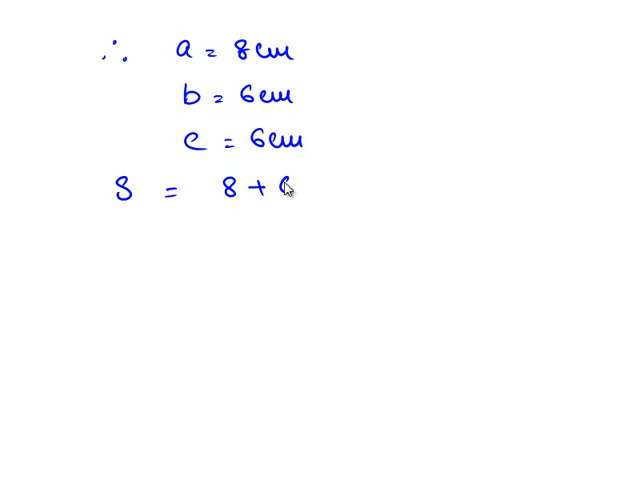 ∴ a = 8cm
b = 6cm
c = 6cm
S = 8 +